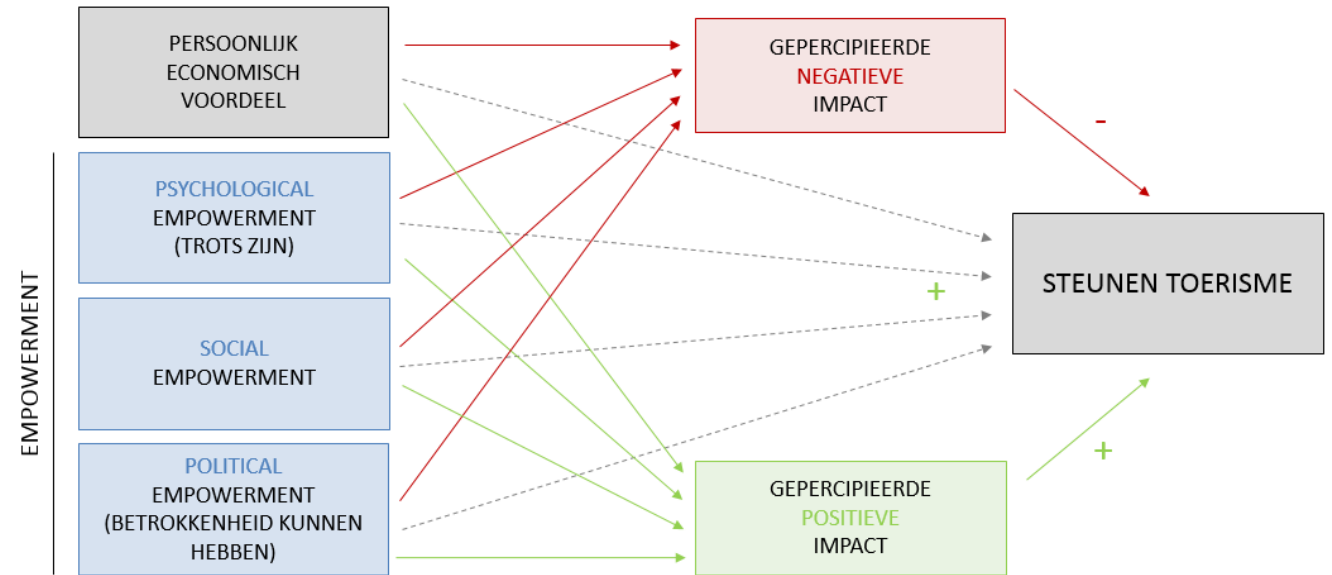 PERSOONLIJK
ECONOMISCH
VOORDEEL
GEPERCIPIEERDE
NEGATIEVE
IMPACT
-
EMPOWERMENT
PSYCHOLOGICAL
EMPOWERMENT
(TROTS ZIJN)
STEUNEN TOERISME
+
SOCIAL
EMPOWERMENT
POLITICAL
EMPOWERMENT
(BETROKKENHEID KUNNEN
HEBBEN)
GEPERCIPIEERDE
POSITIEVE
IMPACT
+